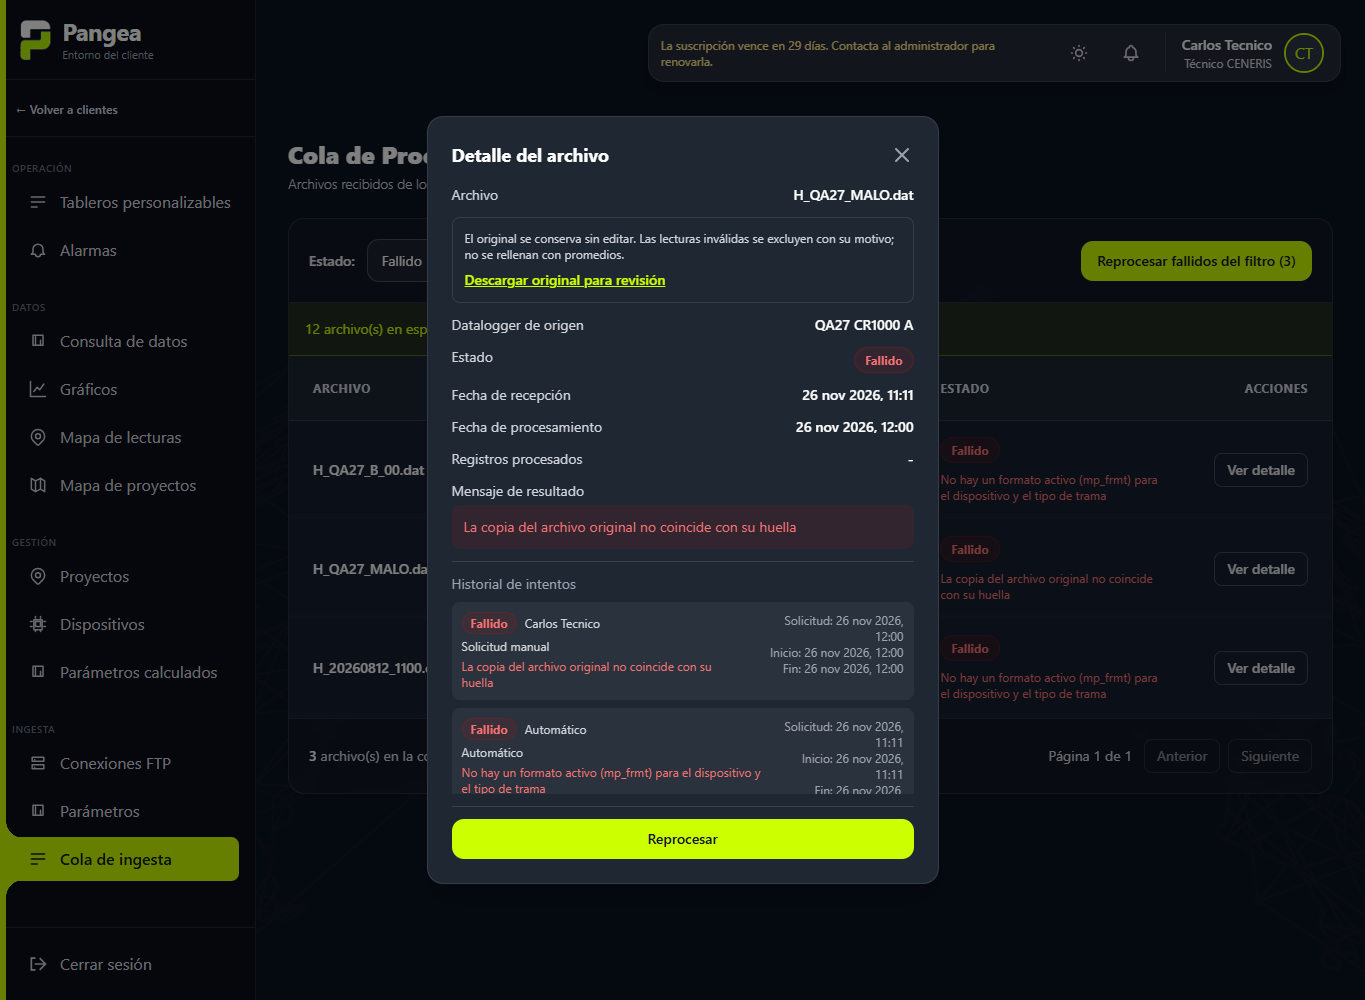 Pangea
Entorno del cliente
← Volver a clientes
OPERACIÓN
Tableros personalizables
Alarmas
DATOS
Consulta de datos
Gráficos
Mapa de lecturas
Mapa de proyectos
GESTIÓN
Proyectos
Dispositivos
Parámetros calculados
INGESTA
Conexiones FTP
Parámetros
Cola de ingesta
Cerrar sesión
La suscripción vence en 29 días. Contacta al administrador para
renovarla.
Carlos Tecnico
Técnico CENERIS
CT
Cola de Pro
Archivos recibidos de lo
Estado:
Fallido
Reprocesar fallidos del filtro (3)
12 archivo(s) en esp
ARCHIVO
ESTADO
ACCIONES
H_QA27_B_00.dat
Fallido
No hay un formato activo (mp_frmt) para
el dispositivo y el tipo de trama
Ver detalle
H_QA27_MALO.da
Fallido
La copia del archivo original no coincide
con su huella
Ver detalle
H_20260812_1100.
Fallido
No hay un formato activo (mp_frmt) para
el dispositivo y el tipo de trama
Ver detalle
3 archivo(s) en la co
Página 1 de 1
Anterior
Siguiente
Detalle del archivo
Archivo
H_QA27_MALO.dat
El original se conserva sin editar. Las lecturas inválidas se excluyen con su motivo;
no se rellenan con promedios.
Descargar original para revisión
Datalogger de origen
QA27 CR1000 A
Estado
Fallido
Fecha de recepción
26 nov 2026, 11:11
Fecha de procesamiento
26 nov 2026, 12:00
Registros procesados
-
Mensaje de resultado
La copia del archivo original no coincide con su huella
Historial de intentos
Fallido
Carlos Tecnico
Solicitud manual
La copia del archivo original no coincide con su
huella
Solicitud: 26 nov 2026,
12:00
Inicio: 26 nov 2026, 12:00
Fin: 26 nov 2026, 12:00
Fallido
Automático
Automático
No hay un formato activo (mp_frmt) para el dispositivo y
el tipo de trama
Solicitud: 26 nov 2026,
11:11
Inicio: 26 nov 2026,
11:11
Fin: 26 nov 2026,
Reprocesar